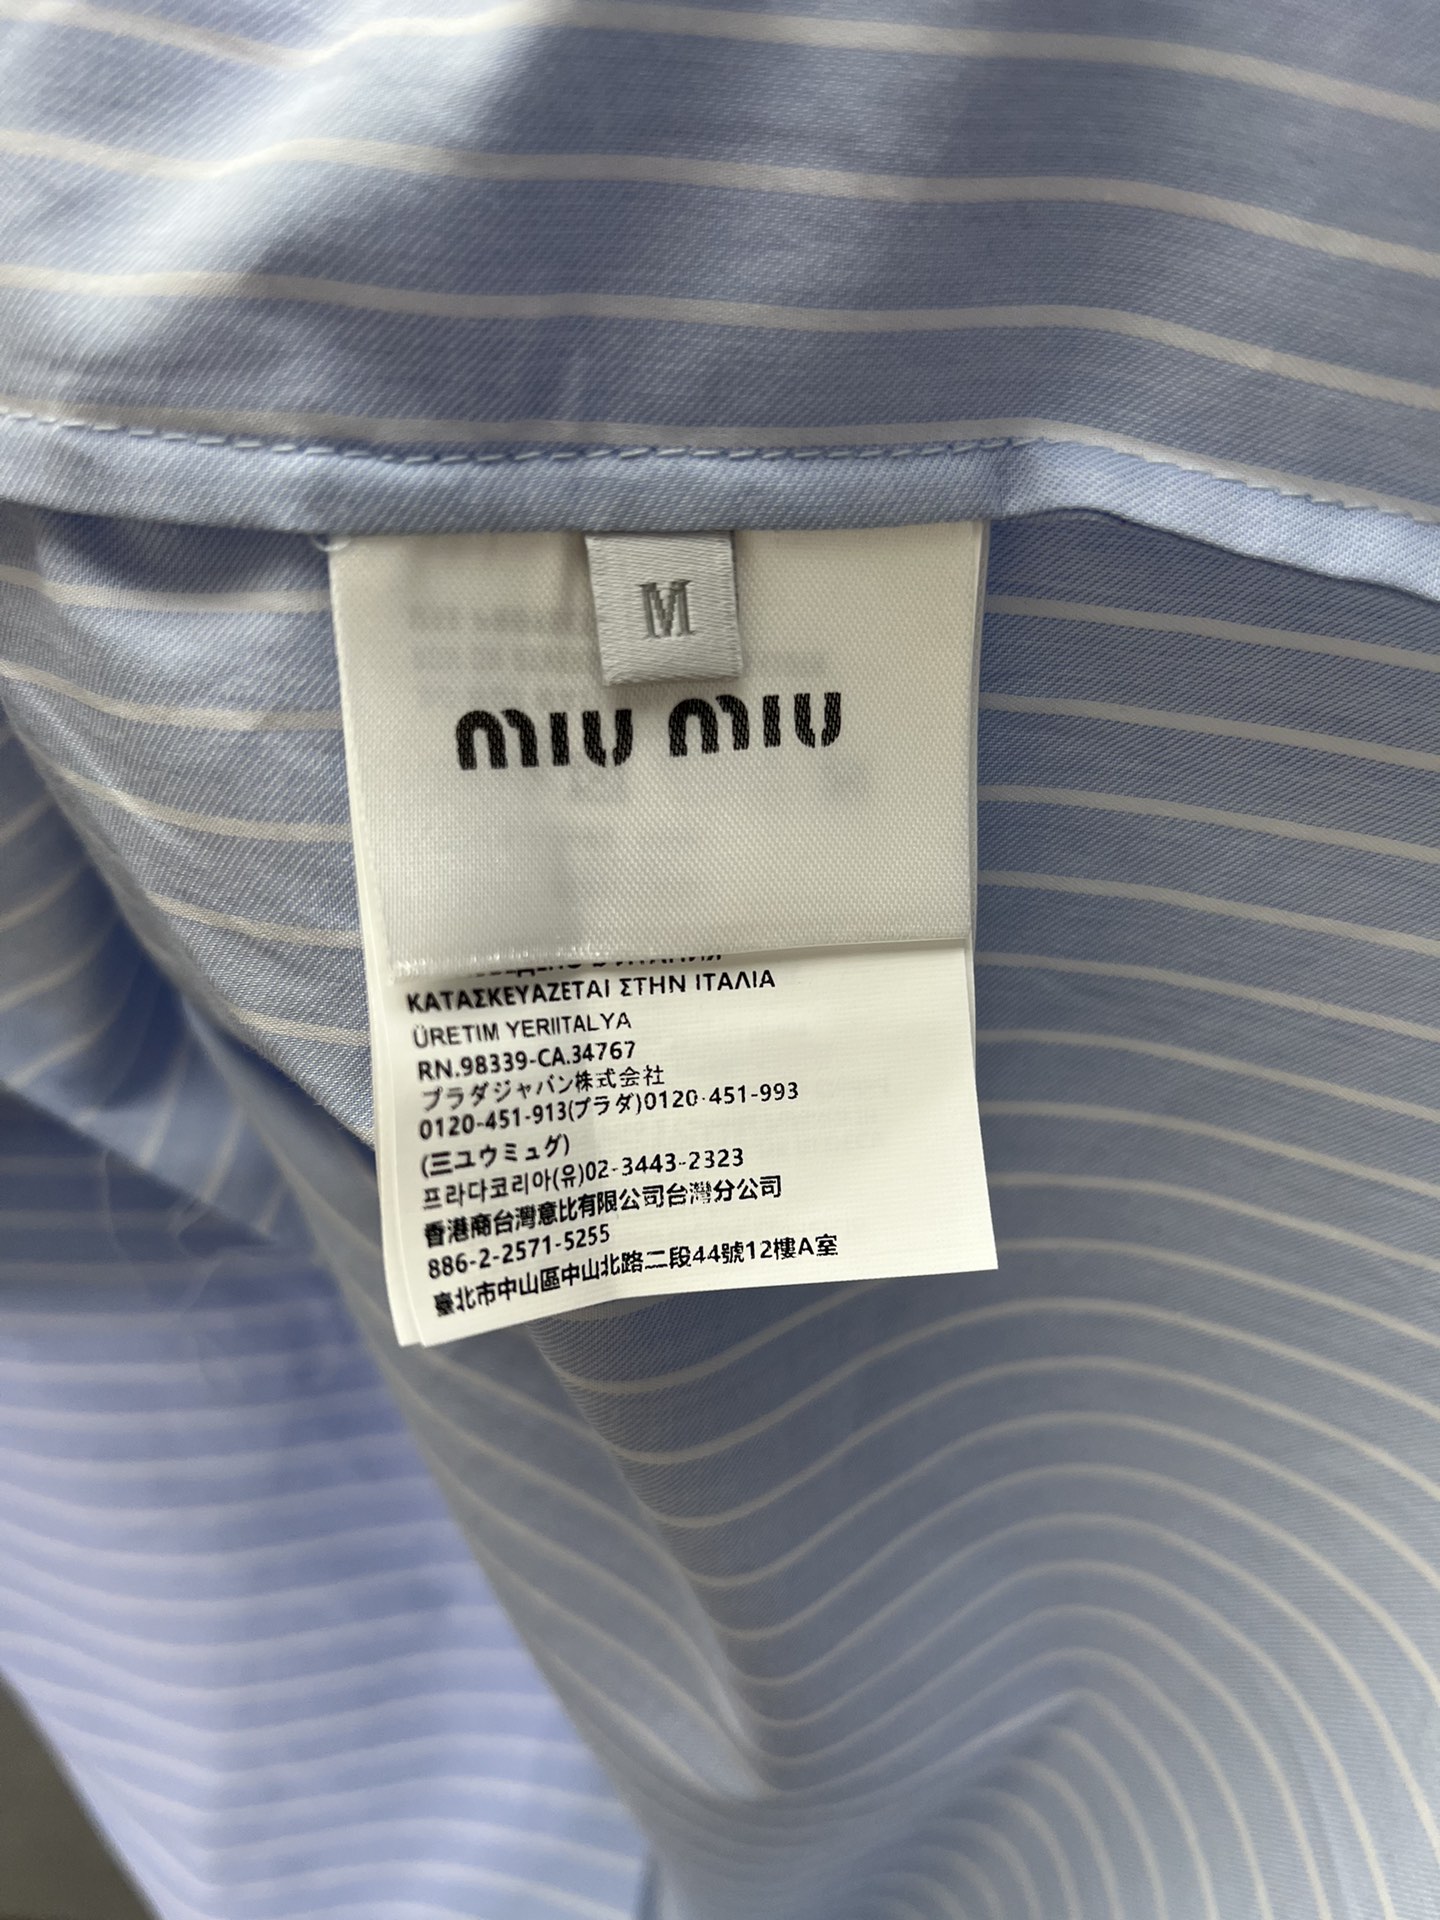 M
miu miu
ΚΑΤΑΣΚΕΥΑΖΕΤΑΙ ΣΤΗΝ ΙΤΑΛΙΑ
ÜRETIM YERIITALYA
RN.98339-CA.34767
プラダジャパン株式会社
0120-451-913(プラダ)0120-451-993
(三ユウミュグ)
프라다코리아(유)02-3443-2323
香港商台灣意比有限公司台灣分公司
886-2-2571-5255
臺北市中山區中山北路二段44號12樓A室